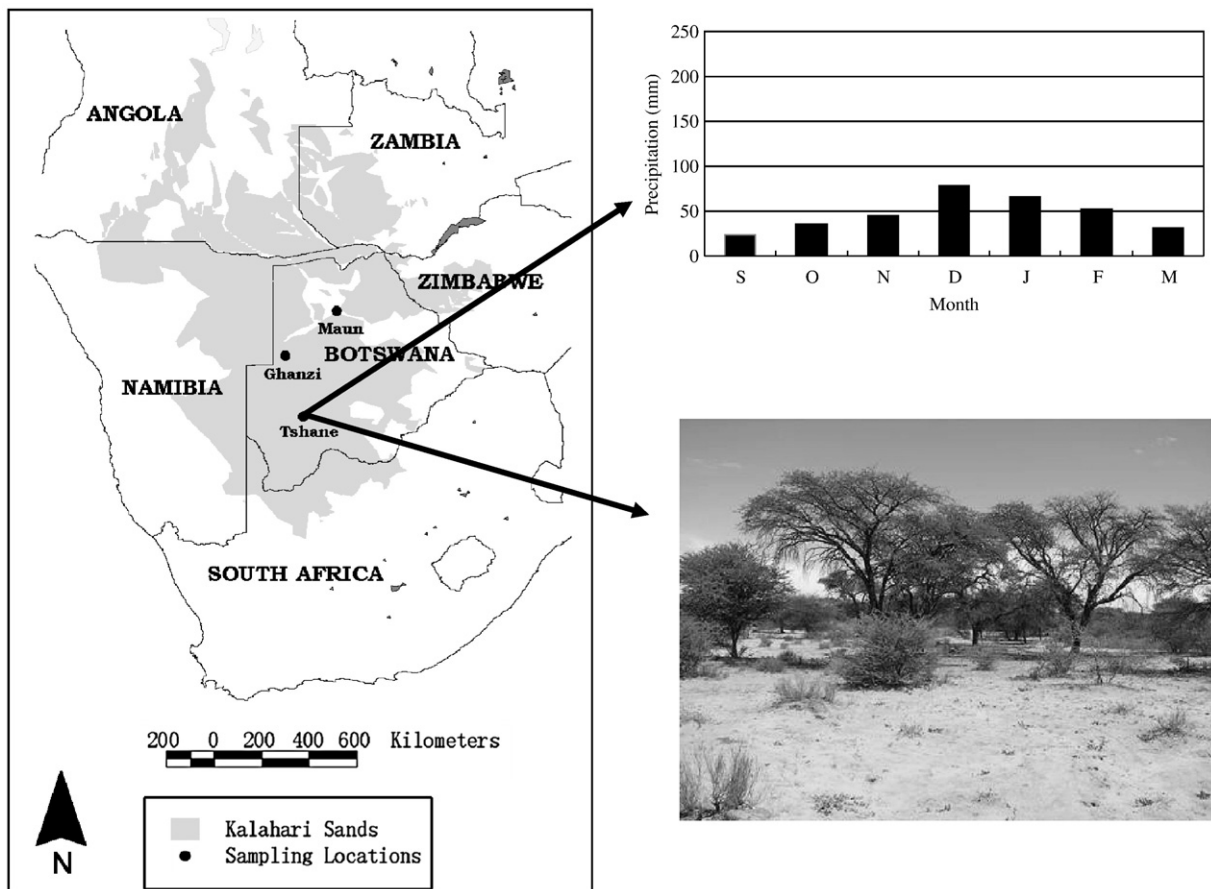 ANGOLA
ZAMBIA
ZIMBABWE
Maun
BOTSWANA
Ghanzi
NAMIBIA
Tshane
SOUTH AFRICA
200 0 200 400 600 Kilometers
N
Kalahari Sands
Sampling Locations
Precipitation (mm)
250
200
150
100
50
0
S O N D J F M
Month